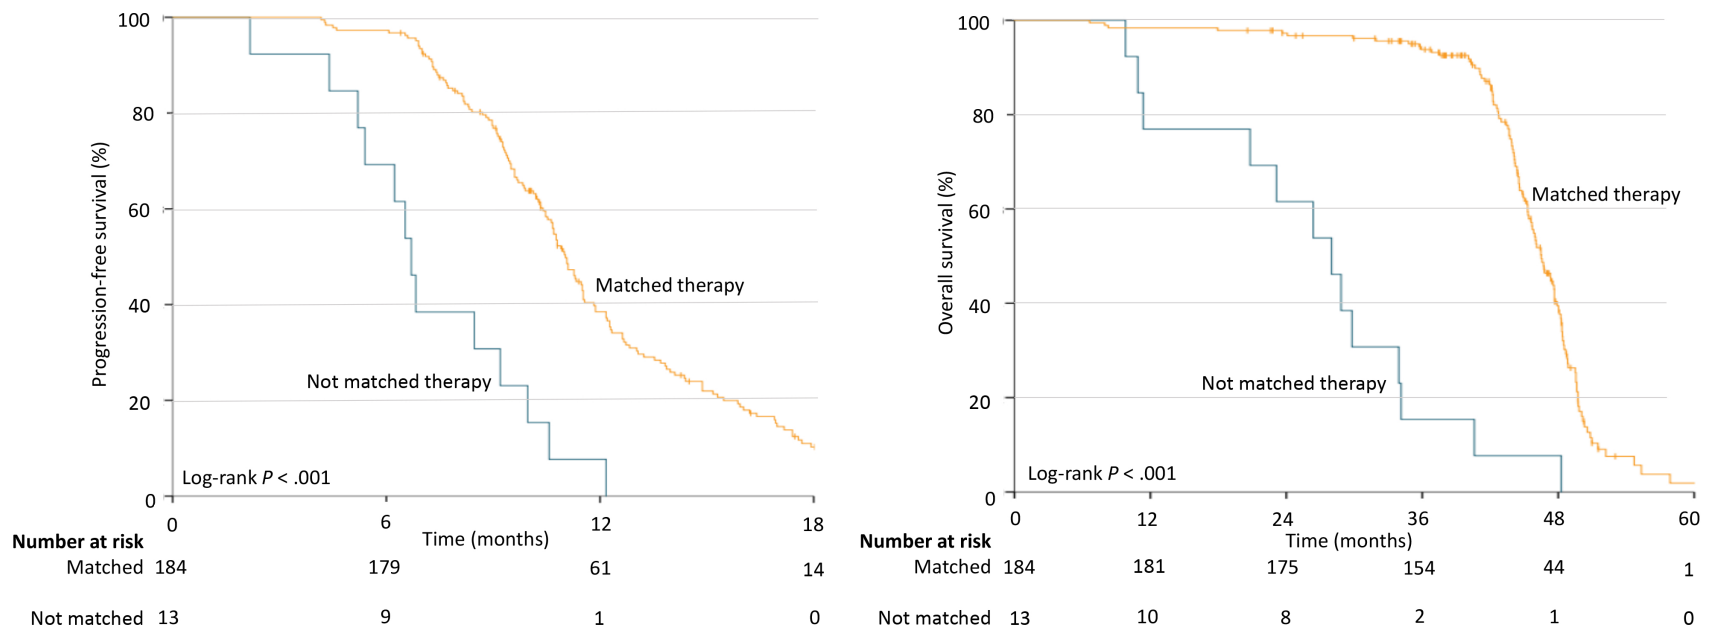 100
80
60
40
20
0
Progression-free survival (%)
Matched therapy
Not matched therapy
Log-rank P < .001
0 6 12 18
Time (months)
Number at risk
Matched 184 179 61 14
Not matched 13 9 1 0
100
80
60
40
20
0
Overall survival (%)
Matched therapy
Not matched therapy
Log-rank P < .001
0 12 24 36 48 60
Time (months)
Number at risk
Matched 184 181 175 154 44 1
Not matched 13 10 8 2 1 0